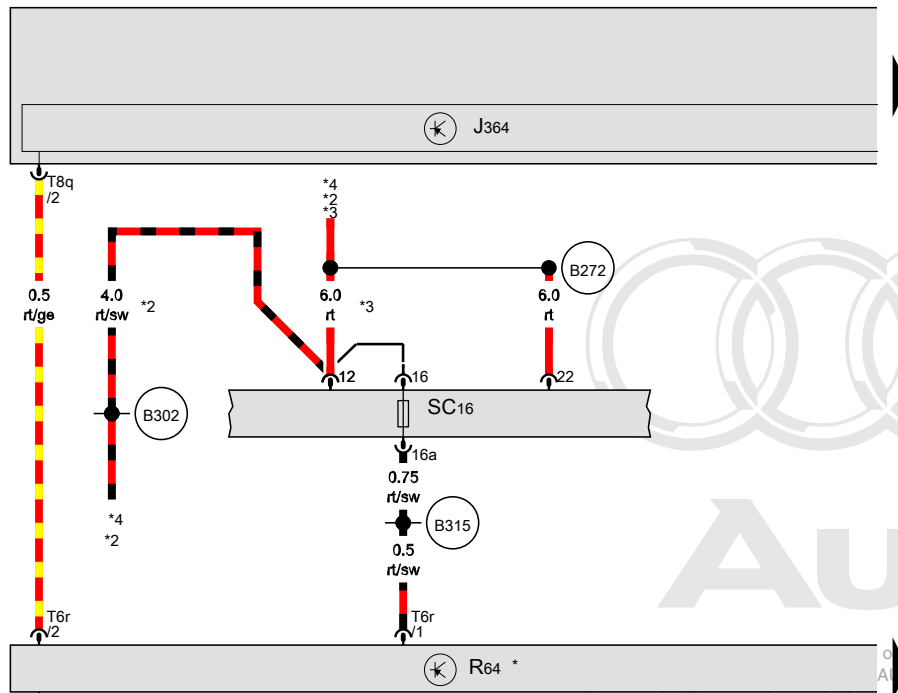 J364
T8q
/2
*4
*2
*3
B272
0.5
rt/ge
4.0
rt/sw
*2
6.0
rt
*3
6.0
rt
12
16
22
B302
SC16
16a
0.75
rt/sw
*4
*2
B315
0.5
rt/sw
T6r
/2
T6r
/1
R64 *
Au
o
AU